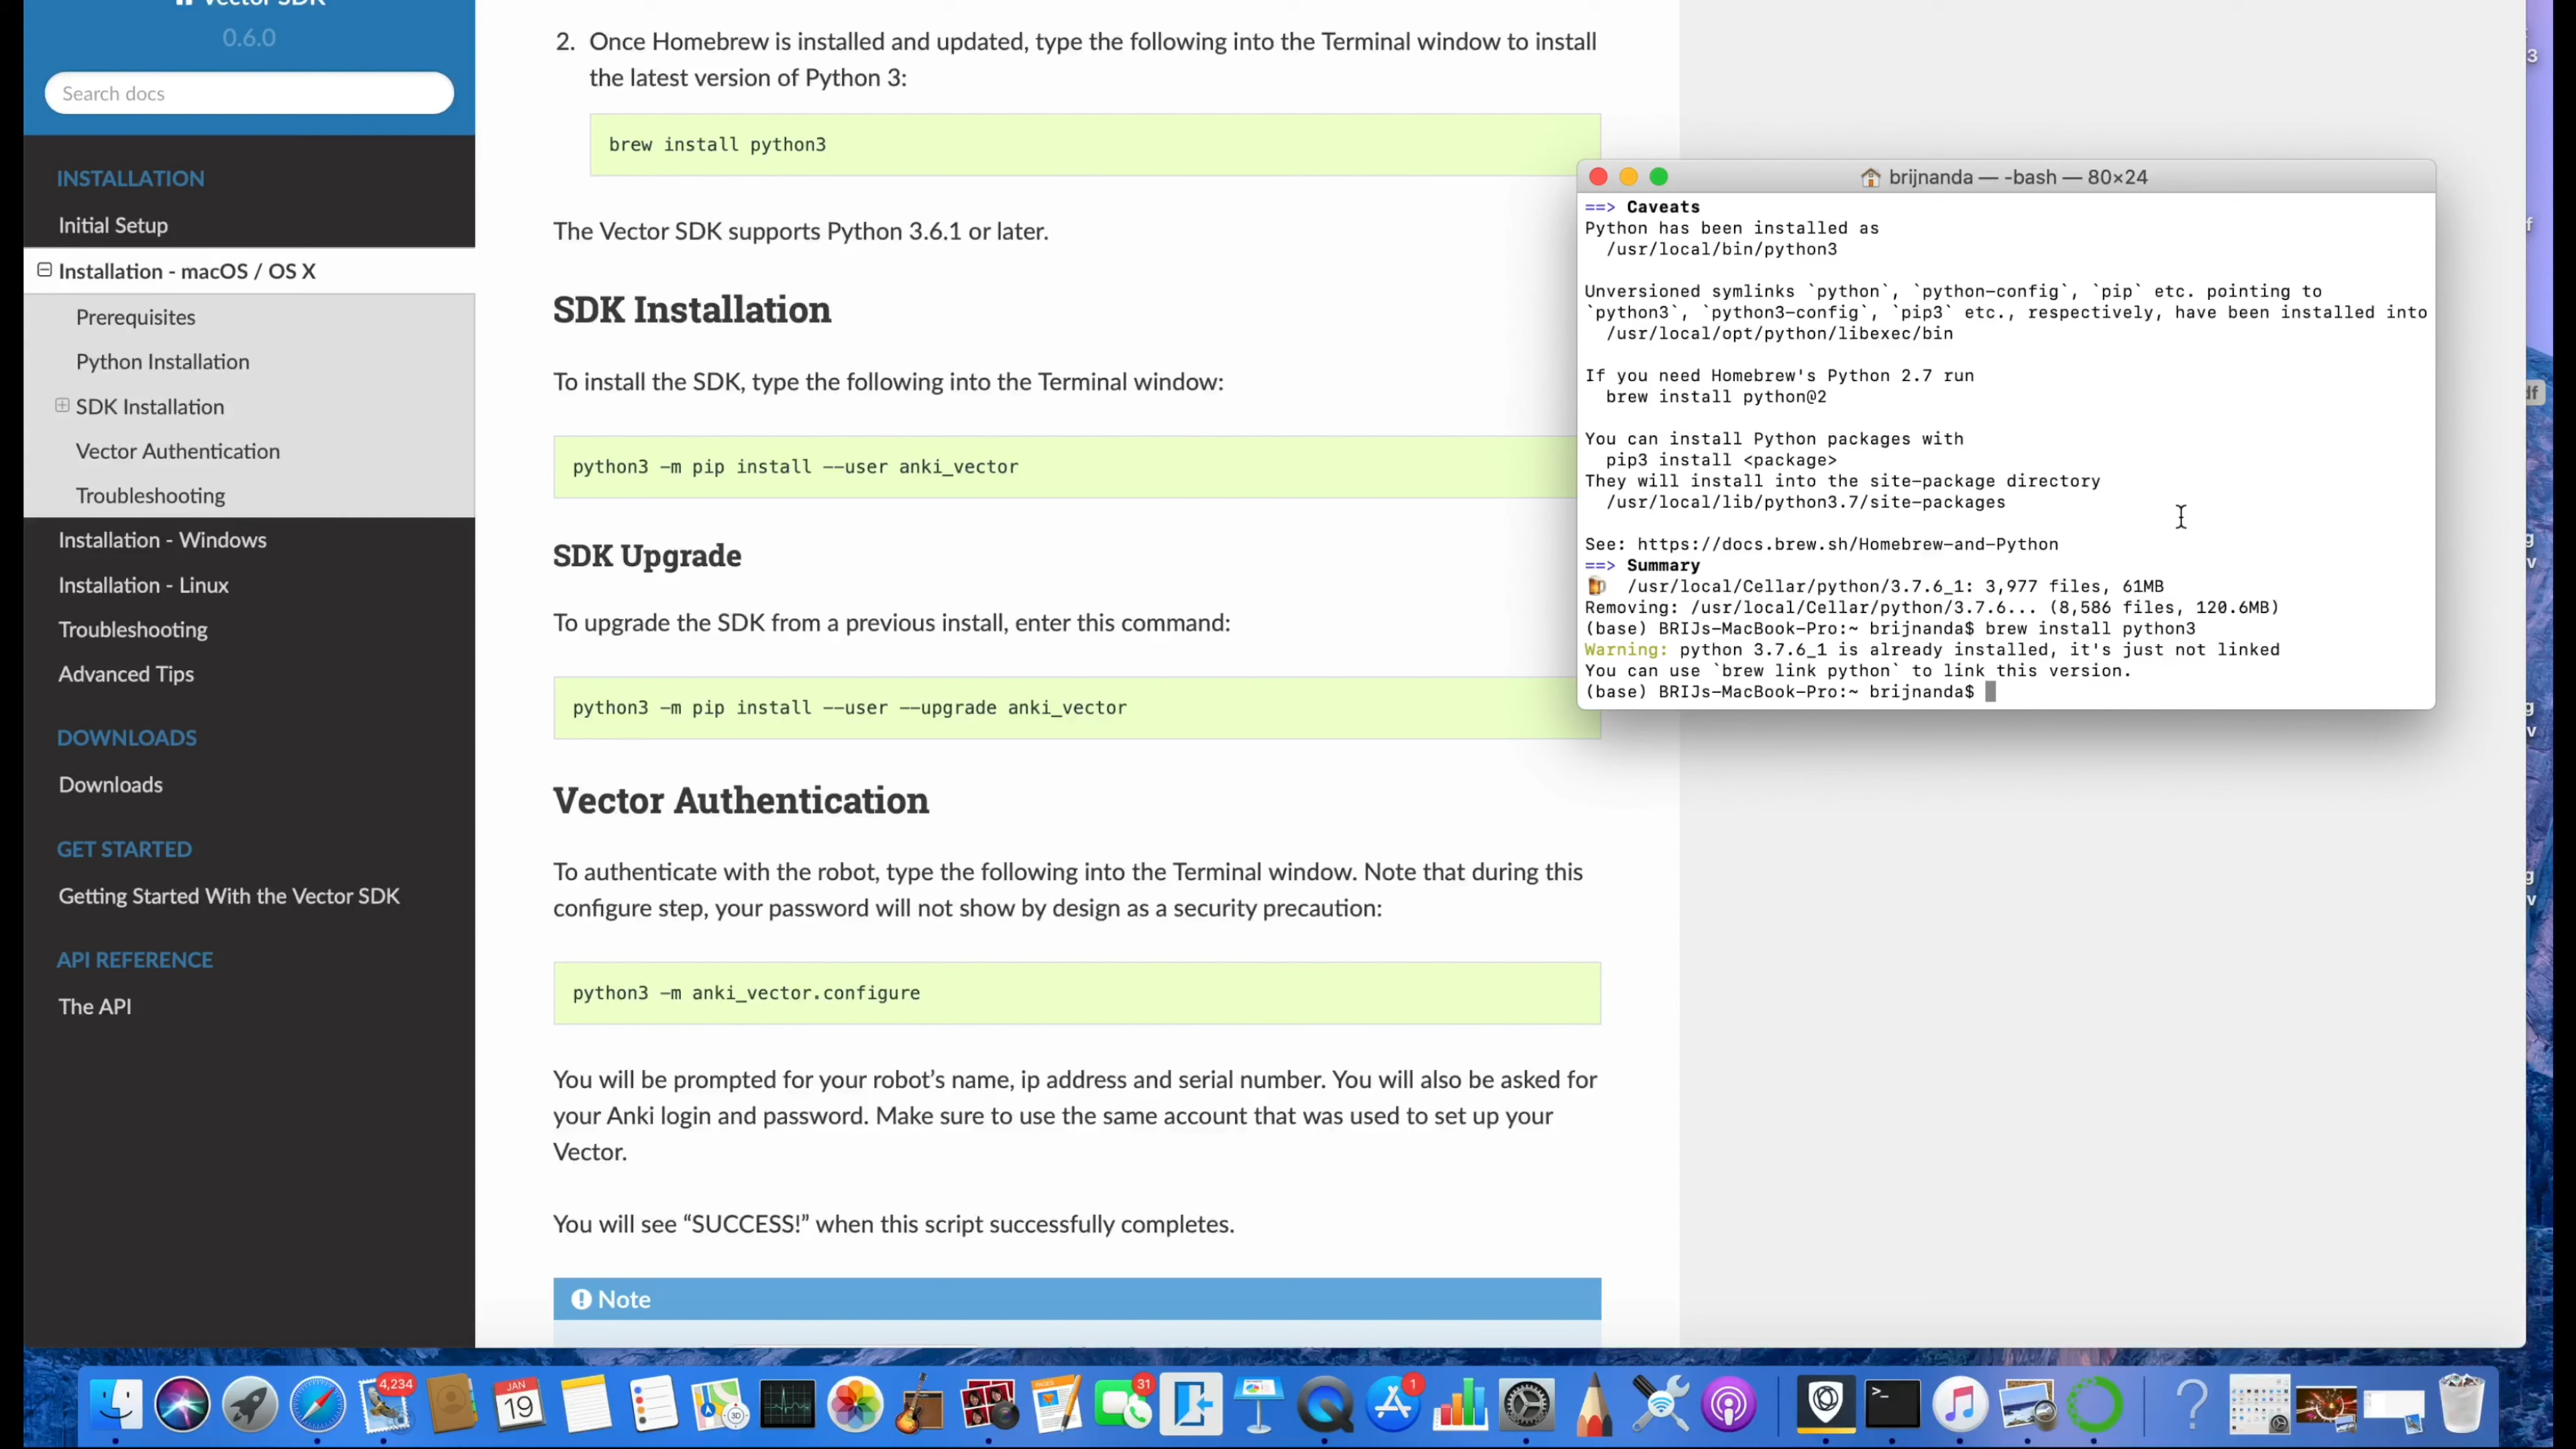 Vector SDK
0.6.0
Search docs
INSTALLATION
Initial Setup
Installation - macOS / OS X
Prerequisites
Python Installation
SDK Installation
Vector Authentication
Troubleshooting
Installation - Windows
Installation - Linux
Troubleshooting
Advanced Tips
DOWNLOADS
Downloads
GET STARTED
Getting Started With the Vector SDK
API REFERENCE
The API
2. Once Homebrew is installed and updated, type the following into the Terminal window to install
the latest version of Python 3:
brew install python3
The Vector SDK supports Python 3.6.1 or later.
SDK Installation
To install the SDK, type the following into the Terminal window:
python3 -m pip install --user anki_vector
SDK Upgrade
To upgrade the SDK from a previous install, enter this command:
python3 -m pip install --user --upgrade anki_vector
Vector Authentication
To authenticate with the robot, type the following into the Terminal window. Note that during this
configure step, your password will not show by design as a security precaution:
python3 -m anki_vector.configure
You will be prompted for your robot's name, ip address and serial number. You will also be asked for
your Anki login and password. Make sure to use the same account that was used to set up your
Vector.
You will see “SUCCESS!” when this script successfully completes.
Note
brijnanda — -bash — 80×24
==> Caveats
Python has been installed as
/usr/local/bin/python3
Unversioned symlinks `python`, `python-config`, `pip` etc. pointing to
`python3`, `python3-config`, `pip3` etc., respectively, have been installed into
/usr/local/opt/python/libexec/bin
If you need Homebrew's Python 2.7 run
brew install python@2
You can install Python packages with
pip3 install <package>
They will install into the site-package directory
/usr/local/lib/python3.7/site-packages
See: https://docs.brew.sh/Homebrew-and-Python
==> Summary
/usr/local/Cellar/python/3.7.6_1: 3,977 files, 61MB
Removing: /usr/local/Cellar/python/3.7.6... (8,586 files, 120.6MB)
(base) BRIJs-MacBook-Pro:~ brijnanda$ brew install python3
Warning: python 3.7.6_1 is already installed, it's just not linked
You can use `brew link python` to link this version.
(base) BRIJs-MacBook-Pro:~ brijnanda$
4,234
JAN
19
3D
PAGES
31
1
>_